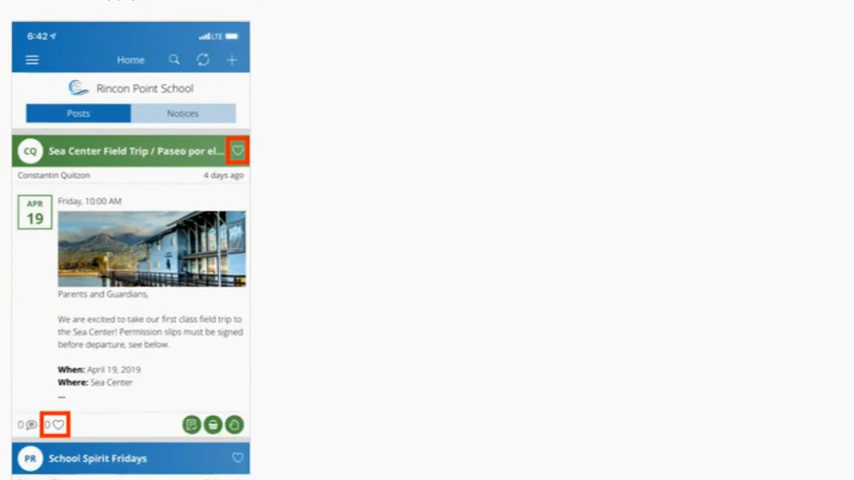 6:42
LTE
Home
Rincon Point School
Posts Notices
CQ Sea Center Field Trip / Paseo por el...
Constantin Quitzon 4 days ago
APR 19
Friday, 10:00 AM
Parents and Guardians,
We are excited to take our first class field trip to
the Sea Center! Permission slips must be signed
before departure, see below.
When: April 19, 2019
Where: Sea Center
...
0 0
PR School Spirit Fridays